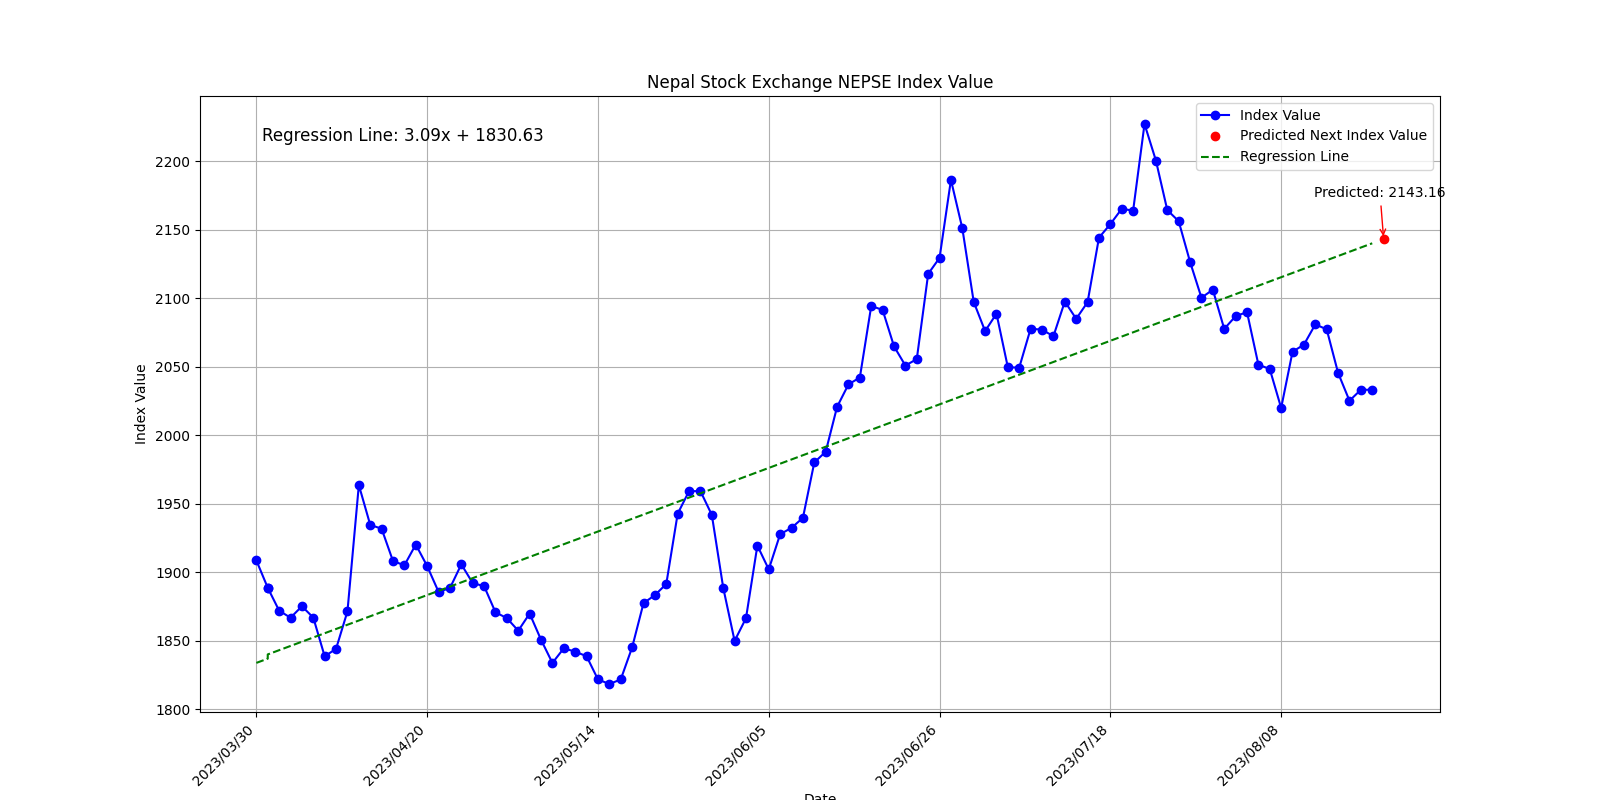 Nepal Stock Exchange NEPSE Index Value
Regression Line: 3.09x + 1830.63
Index Value
Predicted Next Index Value
Regression Line
Predicted: 2143.16
2200
2150
2100
2050
2000
1950
1900
1850
1800
Index Value
2023/03/30
2023/04/20
2023/05/14
2023/06/05
2023/06/26
2023/07/18
2023/08/08
Date